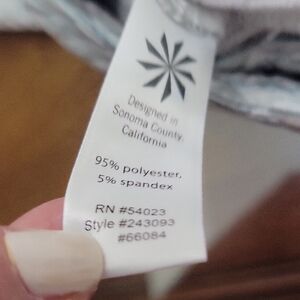 Designed in
Sonoma County,
California
95% polyester,
5% spandex
RN #54023
Style #243093
#66084